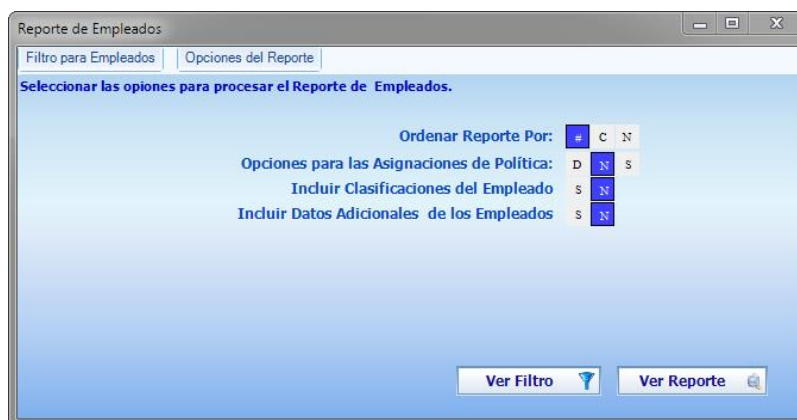 Reporte de Empleados
Filtro para Empleados Opciones del Reporte
Seleccionar las opiones para procesar el Reporte de Empleados.
Ordenar Reporte Por: # C N
Opciones para las Asignaciones de Política: D N S
Incluir Clasificaciones del Empleado S N
Incluir Datos Adicionales de los Empleados S N
Ver Filtro Ver Reporte